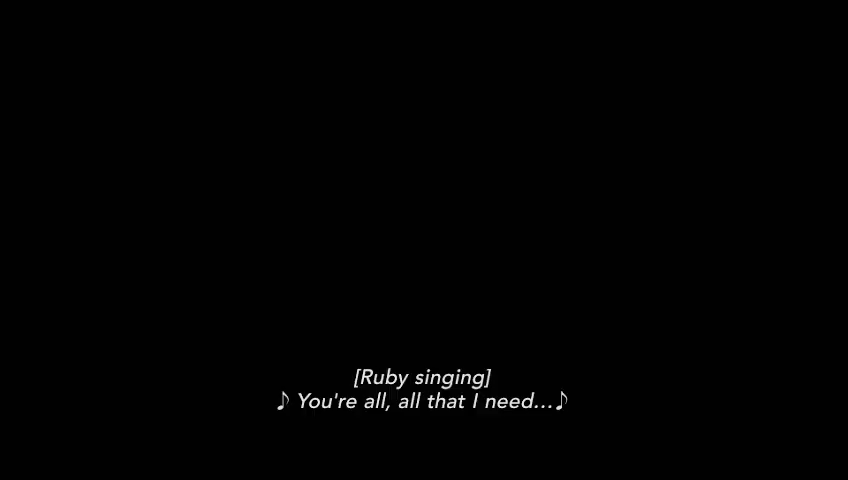 [Ruby singing]
♪ You're all, all that I need...♪